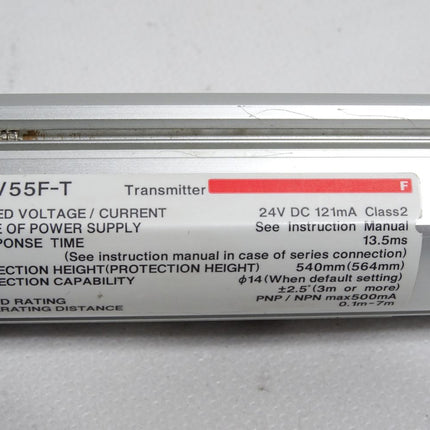 V55F-T Transmitter F
ED VOLTAGE / CURRENT 24V DC 121mA Class2
E OF POWER SUPPLY See Instruction Manual
PONSE TIME 13.5ms
(See instruction manual in case of series connection)
ECTION HEIGHT(PROTECTION HEIGHT) 540mm(564mm)
ECTION CAPABILITY φ14(When default setting)
±2.5°(3m or more)
D RATING PNP / NPN max500mA
RATING DISTANCE 0.1m-7m